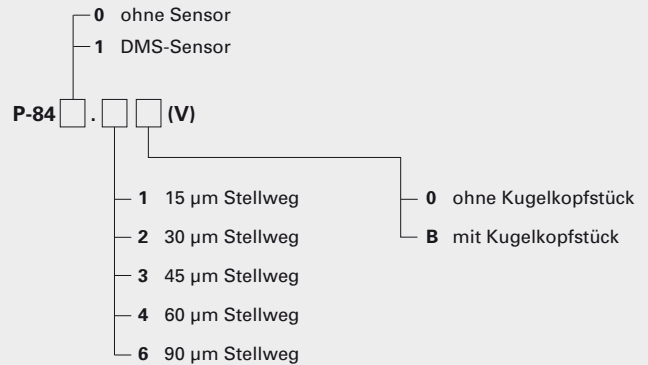 0 ohne Sensor
1 DMS-Sensor
P-84 . (V)
1 15 µm Stellweg
2 30 µm Stellweg
3 45 µm Stellweg
4 60 µm Stellweg
6 90 µm Stellweg
0 ohne Kugelkopfstück
B mit Kugelkopfstück